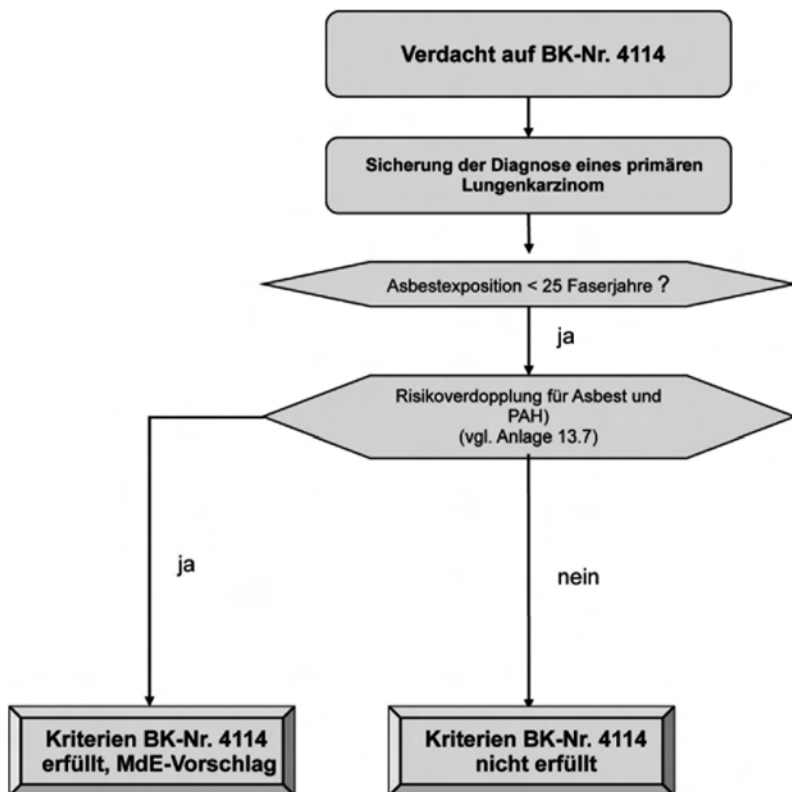 Verdacht auf BK-Nr. 4114
Sicherung der Diagnose eines primären
Lungenkarzinom
Asbestexposition < 25 Faserjahre ?
ja
Risikoverdopplung für Asbest und
PAH)
(vgl. Anlage 13.7)
ja
nein
Kriterien BK-Nr. 4114
erfüllt, MdE-Vorschlag
Kriterien BK-Nr. 4114
nicht erfüllt